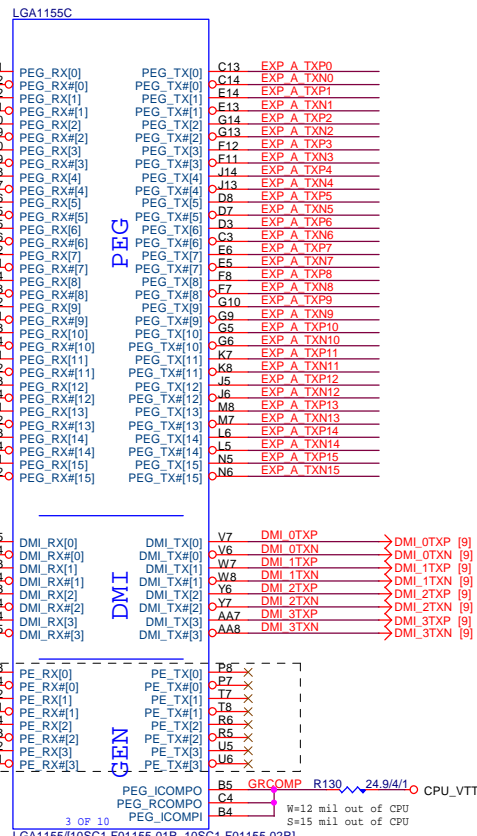 LGA1155C
PEG_RX[0] PEG_TX[0] C13 EXP_A_TXP0
PEG_RX#[0] PEG_TX#[0] C14 EXP_A_TXN0
PEG_RX[1] PEG_TX[1] E14 EXP_A_TXP1
PEG_RX#[1] PEG_TX#[1] E13 EXP_A_TXN1
PEG_RX[2] PEG_TX[2] G14 EXP_A_TXP2
PEG_RX#[2] PEG_TX#[2] G13 EXP_A_TXN2
PEG_RX[3] PEG_TX[3] F12 EXP_A_TXP3
PEG_RX#[3] PEG_TX#[3] F11 EXP_A_TXN3
PEG_RX[4] PEG_TX[4] J14 EXP_A_TXP4
PEG_RX#[4] PEG_TX#[4] J13 EXP_A_TXN4
PEG_RX[5] PEG_TX[5] D8 EXP_A_TXP5
PEG_RX#[5] PEG_TX#[5] D7 EXP_A_TXN5
PEG_RX[6] PEG_TX[6] D3 EXP_A_TXP6
PEG_RX#[6] PEG_TX#[6] C3 EXP_A_TXN6
PEG
PEG_RX[7] PEG_TX[7] E6 EXP_A_TXP7
PEG_RX#[7] PEG_TX#[7] E5 EXP_A_TXN7
PEG_RX[8] PEG_TX[8] F8 EXP_A_TXP8
PEG_RX#[8] PEG_TX#[8] F7 EXP_A_TXN8
PEG_RX[9] PEG_TX[9] G10 EXP_A_TXP9
PEG_RX#[9] PEG_TX#[9] G9 EXP_A_TXN9
PEG_RX[10] PEG_TX[10] G5 EXP_A_TXP10
PEG_RX#[10] PEG_TX#[10] G6 EXP_A_TXN10
PEG_RX[11] PEG_TX[11] K7 EXP_A_TXP11
PEG_RX#[11] PEG_TX#[11] K8 EXP_A_TXN11
PEG_RX[12] PEG_TX[12] J5 EXP_A_TXP12
PEG_RX#[12] PEG_TX#[12] J6 EXP_A_TXN12
PEG_RX[13] PEG_TX[13] M8 EXP_A_TXP13
PEG_RX#[13] PEG_TX#[13] M7 EXP_A_TXN13
PEG_RX[14] PEG_TX[14] L6 EXP_A_TXP14
PEG_RX#[14] PEG_TX#[14] L5 EXP_A_TXN14
PEG_RX[15] PEG_TX[15] N5 EXP_A_TXP15
PEG_RX#[15] PEG_TX#[15] N6 EXP_A_TXN15
DMI_RX[0] DMI_TX[0] V7 DMI_0TXP DMI_0TXP [9]
DMI_RX#[0] DMI_TX#[0] V6 DMI_0TXN DMI_0TXN [9]
DMI_RX[1] DMI_TX[1] W7 DMI_1TXP DMI_1TXP [9]
DMI_RX#[1] DMI_TX#[1] W8 DMI_1TXN DMI_1TXN [9]
DMI
DMI_RX[2] DMI_TX[2] Y6 DMI_2TXP DMI_2TXP [9]
DMI_RX#[2] DMI_TX#[2] Y7 DMI_2TXN DMI_2TXN [9]
DMI_RX[3] DMI_TX[3] AA7 DMI_3TXP DMI_3TXP [9]
DMI_RX#[3] DMI_TX#[3] AA8 DMI_3TXN DMI_3TXN [9]
PE_RX[0] PE_TX[0] P8
PE_RX#[0] PE_TX#[0] P7
PE_RX[1] PE_TX[1] T7
PE_RX#[1] PE_TX#[1] T8
PE_RX[2] PE_TX[2] R6
PE_RX#[2] PE_TX#[2] R5
PE_RX[3] PE_TX[3] U5
PE_RX#[3] PE_TX#[3] U6
GEN
PEG_ICOMPO B5 GRCOMP R130 24.9/4/1 CPU_VTT
PEG_RCOMPO C4
PEG_ICOMPI B4
W=12 mil out of CPU
S=15 mil out of CPU
3 OF 10